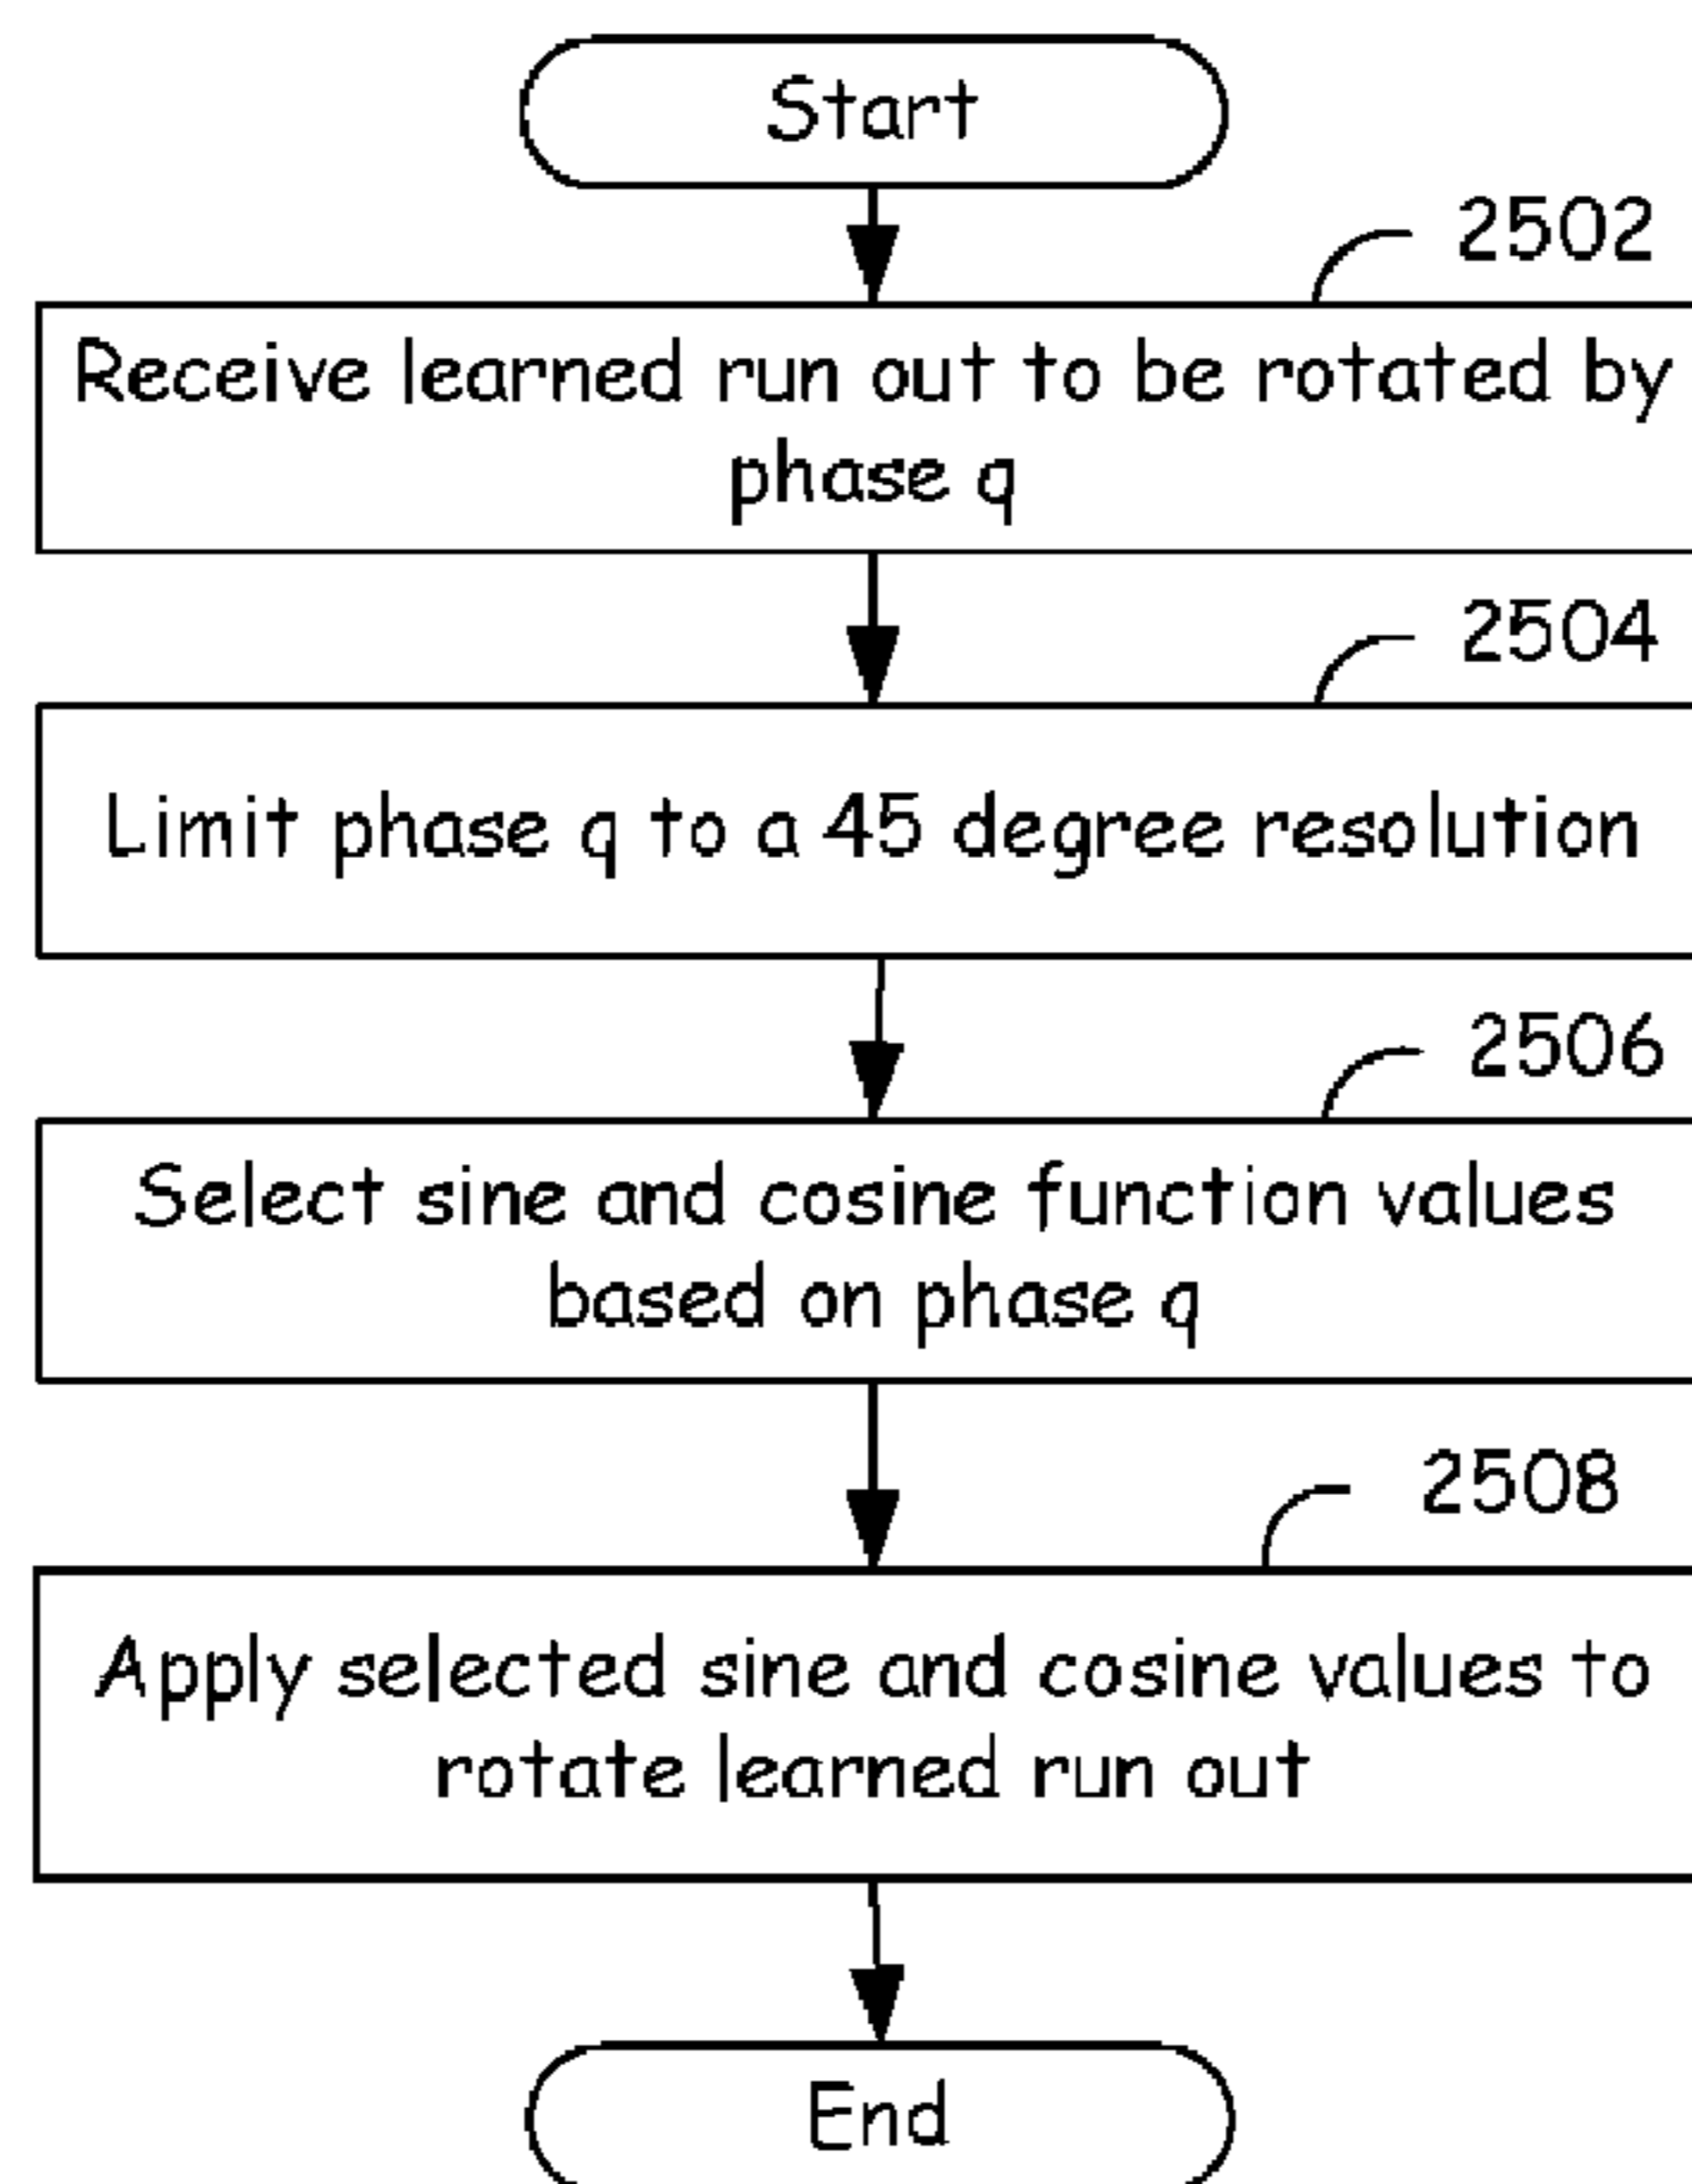 Start
2502
Receive learned run out to be rotated by
phase q
2504
Limit phase q to a 45 degree resolution
2506
Select sine and cosine function values
based on phase q
2508
Apply selected sine and cosine values to
rotate learned run out
End